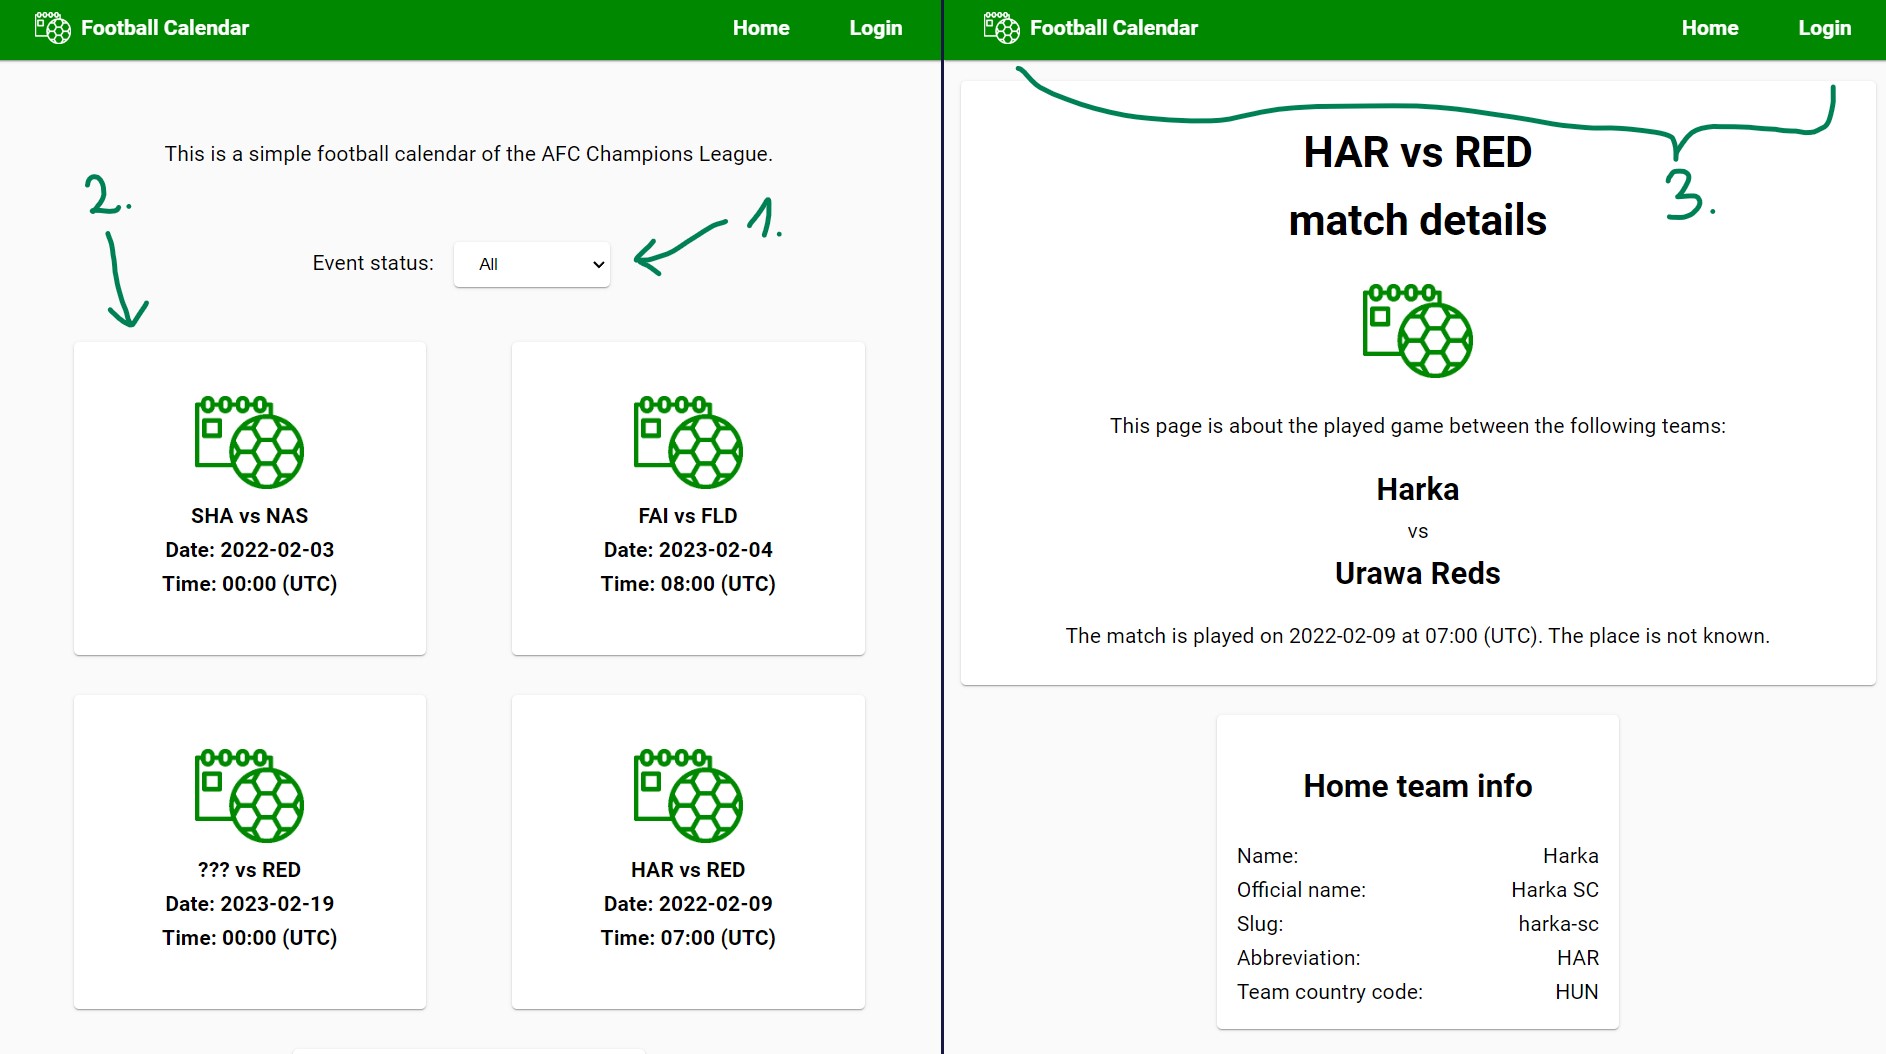 Football Calendar
Home
Login
This is a simple football calendar of the AFC Champions League.
2.
1.
Event status:
All
SHA vs NAS
Date: 2022-02-03
Time: 00:00 (UTC)
FAI vs FLD
Date: 2023-02-04
Time: 08:00 (UTC)
??? vs RED
Date: 2023-02-19
Time: 00:00 (UTC)
HAR vs RED
Date: 2022-02-09
Time: 07:00 (UTC)
Football Calendar
Home
Login
HAR vs RED
3.
match details
This page is about the played game between the following teams:
Harka
vs
Urawa Reds
The match is played on 2022-02-09 at 07:00 (UTC). The place is not known.
Home team info
Name: Harka
Official name: Harka SC
Slug: harka-sc
Abbreviation: HAR
Team country code: HUN